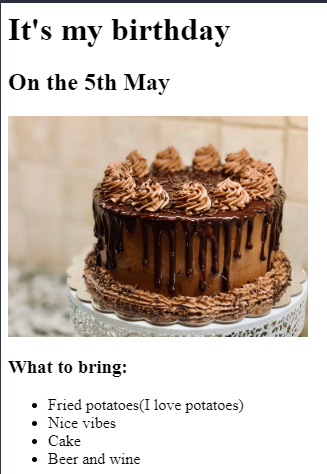 It's my birthday
On the 5th May
What to bring:
Fried potatoes(I love potatoes)
Nice vibes
Cake
Beer and wine